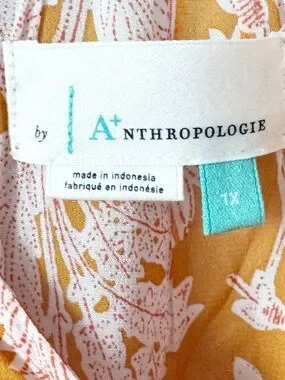 by A+NTHROPOLOGIE
made in indonesia
fabriqué en indonésie
1X